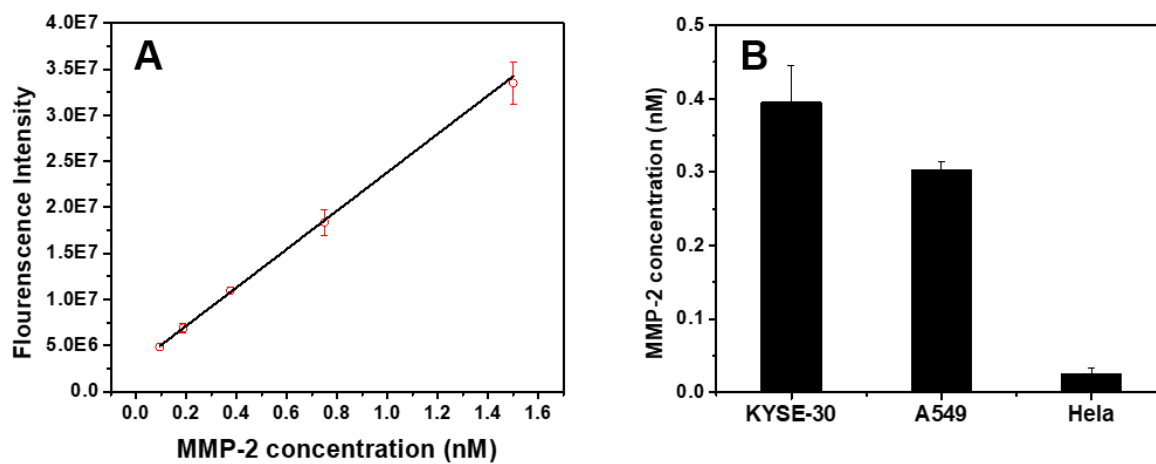 A
Flourenscence Intensity
4.0E7
3.5E7
3.0E7
2.5E7
2.0E7
1.5E7
1.0E7
5.0E6
0.0
0.0 0.2 0.4 0.6 0.8 1.0 1.2 1.4 1.6
MMP-2 concentration (nM)
B
MMP-2 concentration (nM)
0.5
0.4
0.3
0.2
0.1
0.0
KYSE-30 A549 Hela